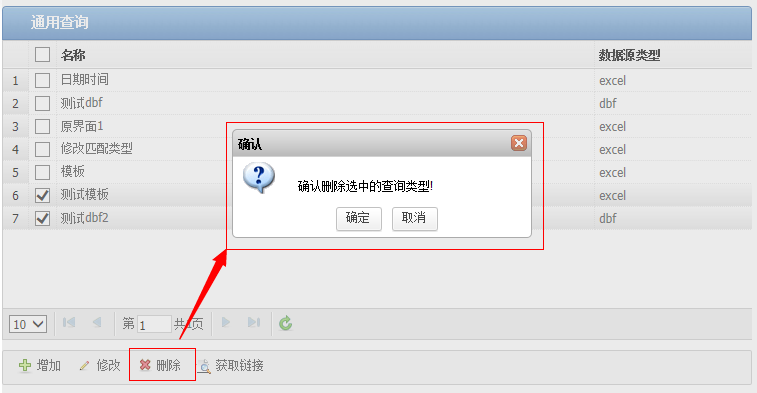 通用查询
名称 数据源类型
1 日期时间 excel
2 测试dbf dbf
3 原界面1 excel
4 修改匹配类型 excel
5 模板 excel
6 测试模板 excel
7 测试dbf2 dbf
确认
确认删除选中的查询类型!
确定 取消
10 第 1 共1页
增加 修改 删除 获取链接